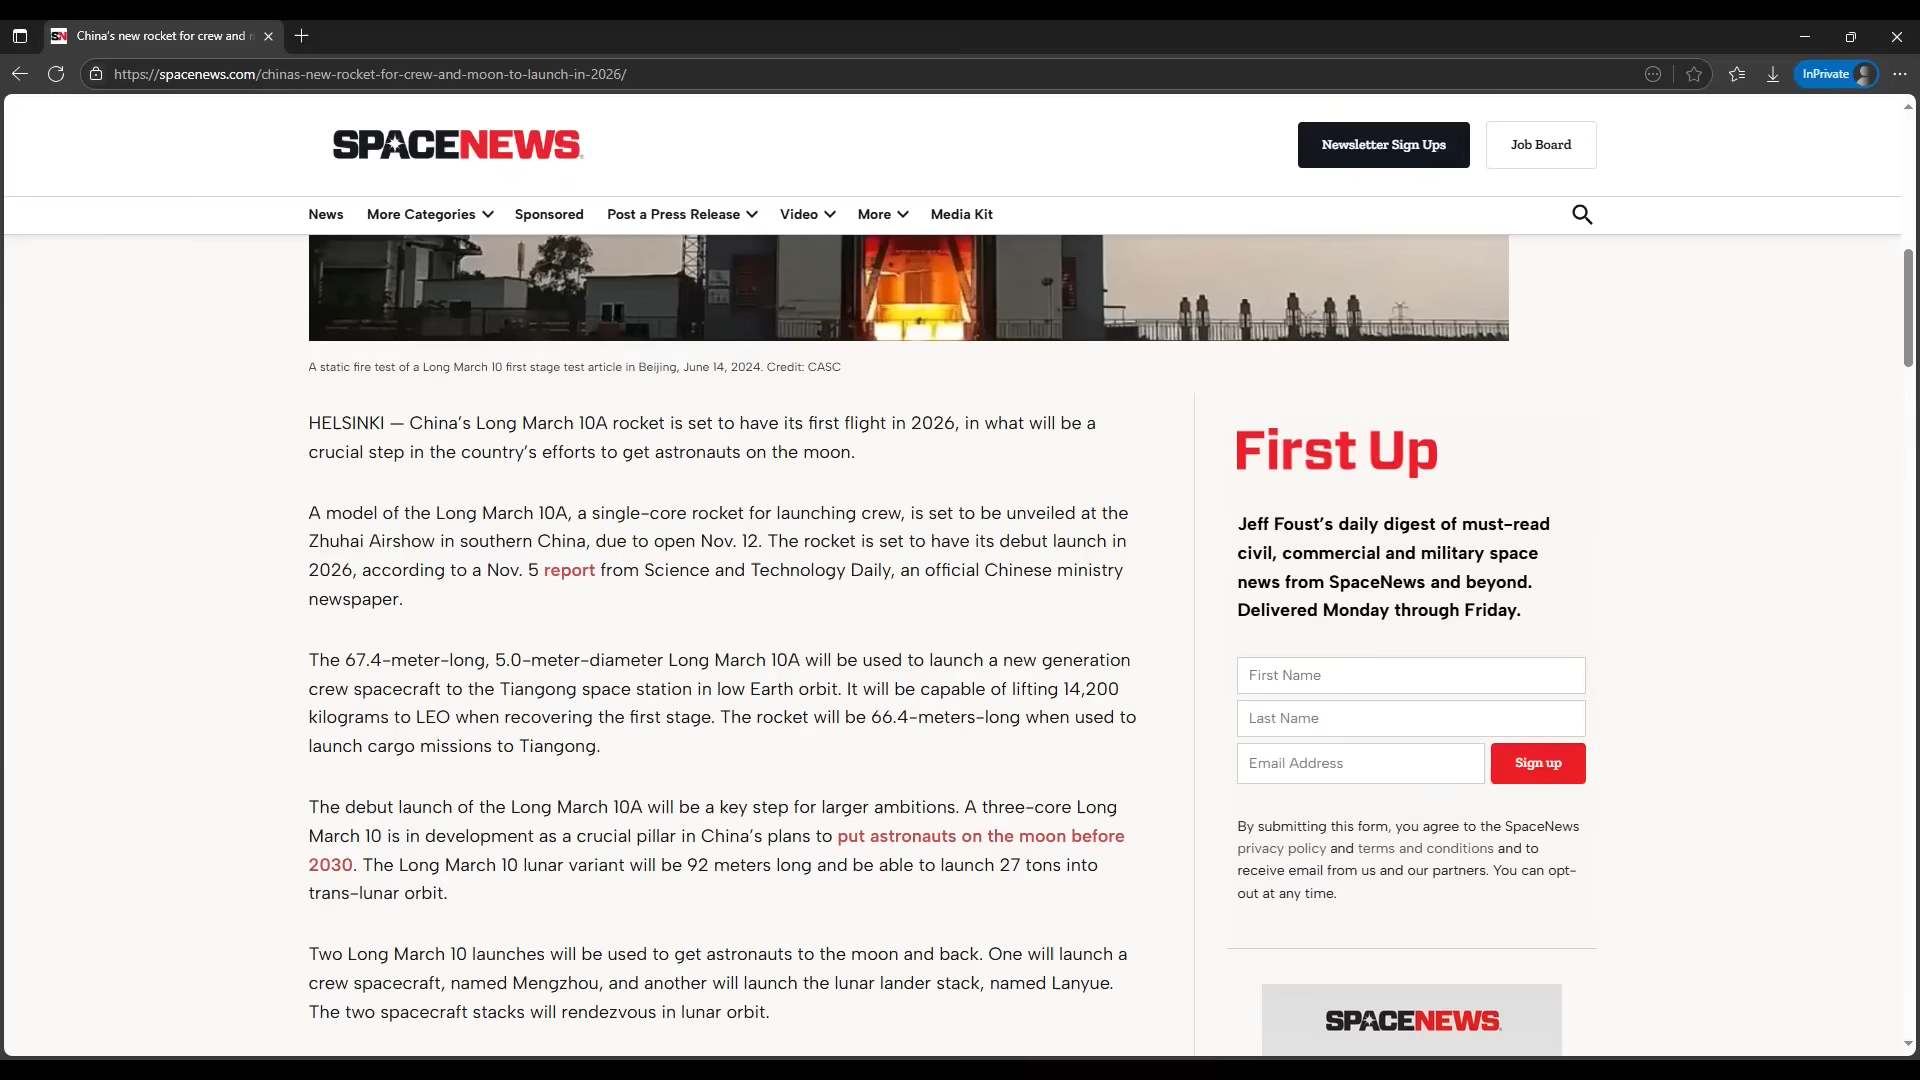 China's new rocket for crew and
https://spacenews.com/chinas-new-rocket-for-crew-and-moon-to-launch-in-2026/
InPrivate
SPACENEWS
Newsletter Sign Ups
Job Board
News
More Categories
Sponsored
Post a Press Release
Video
More
Media Kit
A static fire test of a Long March 10 first stage test article in Beijing, June 14, 2024. Credit: CASC
HELSINKI — China’s Long March 10A rocket is set to have its first flight in 2026, in what will be a
crucial step in the country’s efforts to get astronauts on the moon.
A model of the Long March 10A, a single-core rocket for launching crew, is set to be unveiled at the
Zhuhai Airshow in southern China, due to open Nov. 12. The rocket is set to have its debut launch in
2026, according to a Nov. 5 report from Science and Technology Daily, an official Chinese ministry
newspaper.
The 67.4-meter-long, 5.0-meter-diameter Long March 10A will be used to launch a new generation
crew spacecraft to the Tiangong space station in low Earth orbit. It will be capable of lifting 14,200
kilograms to LEO when recovering the first stage. The rocket will be 66.4-meters-long when used to
launch cargo missions to Tiangong.
The debut launch of the Long March 10A will be a key step for larger ambitions. A three-core Long
March 10 is in development as a crucial pillar in China’s plans to put astronauts on the moon before
2030. The Long March 10 lunar variant will be 92 meters long and be able to launch 27 tons into
trans-lunar orbit.
Two Long March 10 launches will be used to get astronauts to the moon and back. One will launch a
crew spacecraft, named Mengzhou, and another will launch the lunar lander stack, named Lanyue.
The two spacecraft stacks will rendezvous in lunar orbit.
First Up
Jeff Foust’s daily digest of must-read
civil, commercial and military space
news from SpaceNews and beyond.
Delivered Monday through Friday.
First Name
Last Name
Email Address
Sign up
By submitting this form, you agree to the SpaceNews
privacy policy and terms and conditions and to
receive email from us and our partners. You can opt-
out at any time.
SPACENEWS